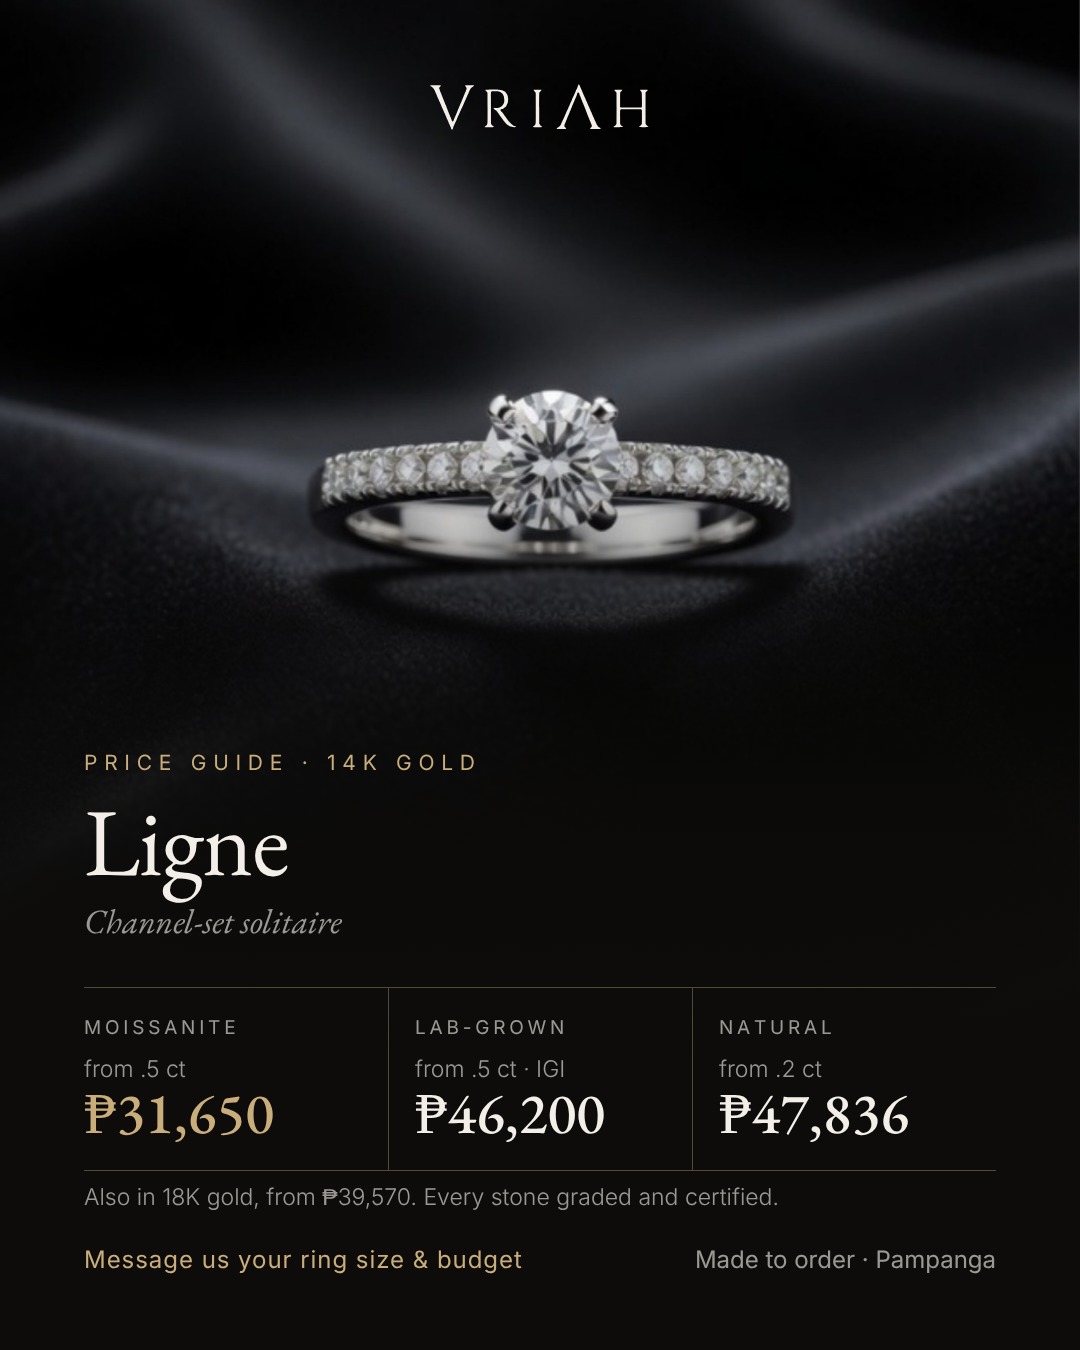 VRIAH
PRICE GUIDE · 14K GOLD
Ligne
Channel-set solitaire
MOISSANITE
from .5 ct
₱31,650
LAB-GROWN
from .5 ct · IGI
₱46,200
NATURAL
from .2 ct
₱47,836
Also in 18K gold, from ₱39,570. Every stone graded and certified.
Message us your ring size & budget
Made to order · Pampanga